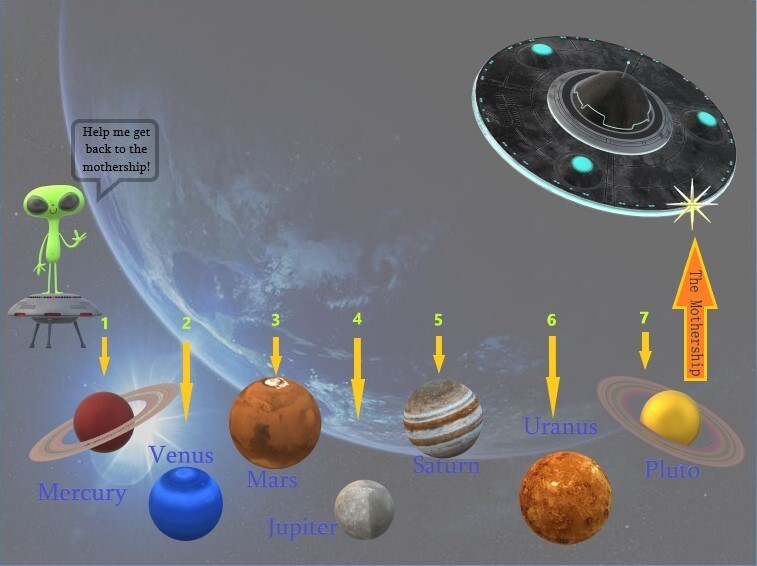 Help me get
back to the
mothership!
1
2
3
4
5
6
7
The Mothership
Uranus
Venus
Saturn
Mars
Pluto
Mercury
Jupiter